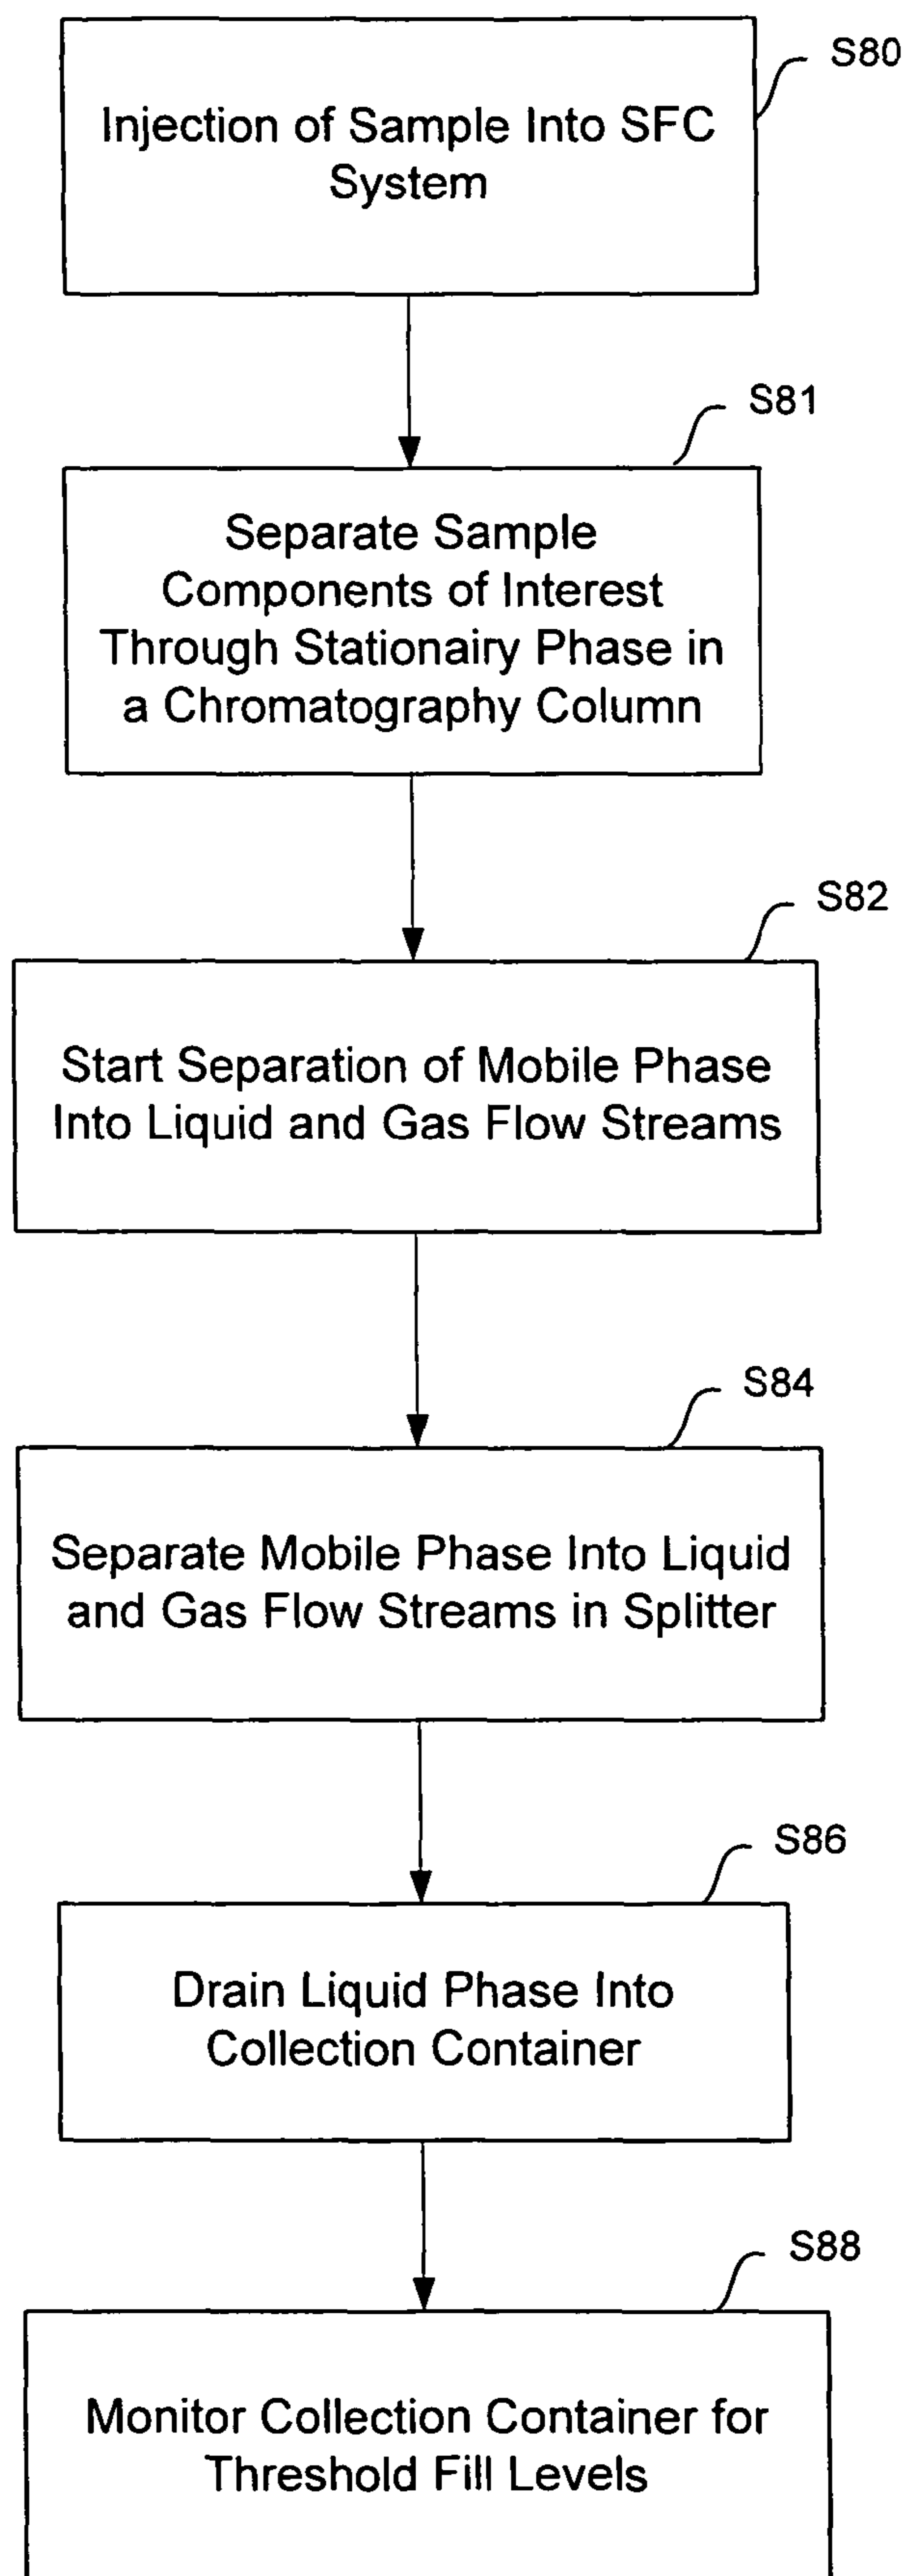 S80
Injection of Sample Into SFC
System
S81
Separate Sample
Components of Interest
Through Stationairy Phase in
a Chromatography Column
S82
Start Separation of Mobile Phase
Into Liquid and Gas Flow Streams
S84
Separate Mobile Phase Into Liquid
and Gas Flow Streams in Splitter
S86
Drain Liquid Phase Into
Collection Container
S88
Monitor Collection Container for
Threshold Fill Levels